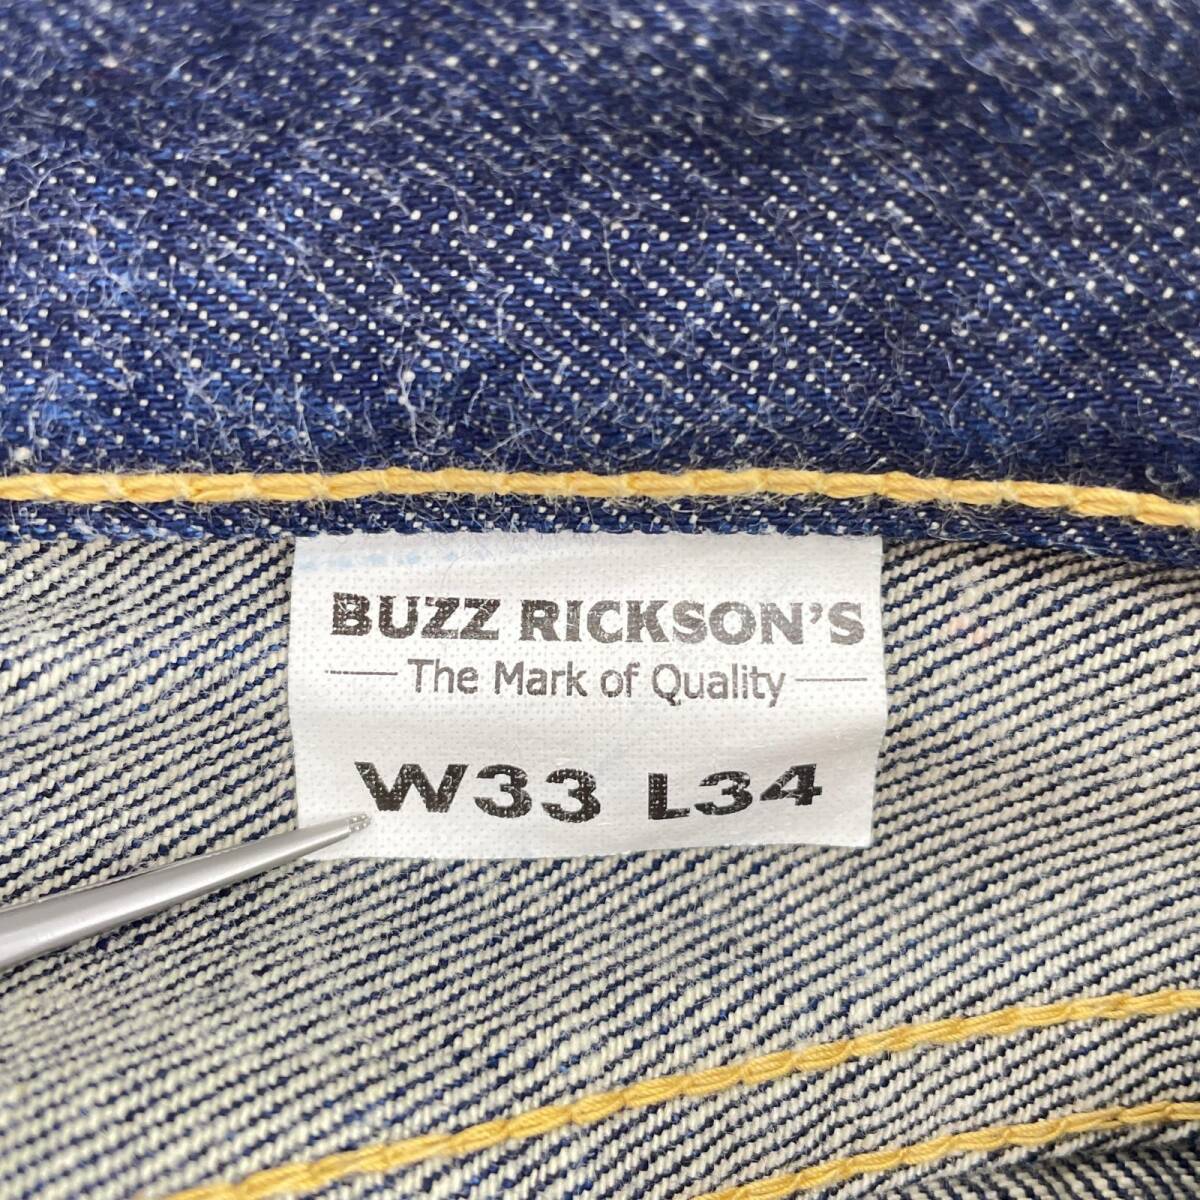 BUZZ RICKSON'S
The Mark of Quality
W33 L34